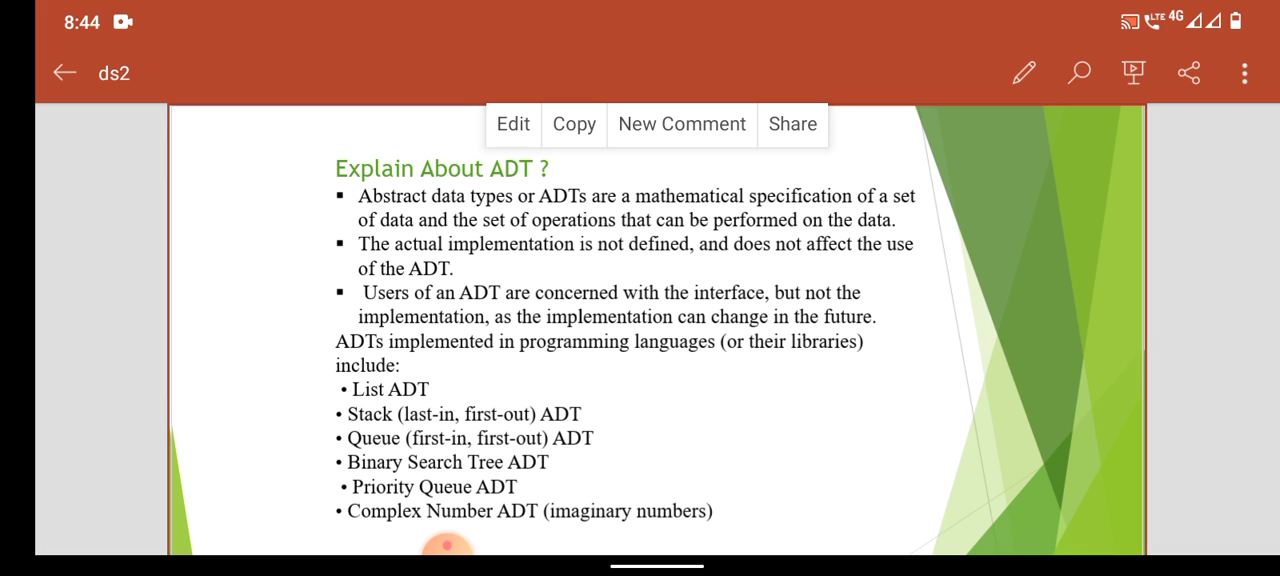 8:44
LTE 4G
ds2
Edit Copy New Comment Share
Explain About ADT ?
▪ Abstract data types or ADTs are a mathematical specification of a set
of data and the set of operations that can be performed on the data.
▪ The actual implementation is not defined, and does not affect the use
of the ADT.
▪ Users of an ADT are concerned with the interface, but not the
implementation, as the implementation can change in the future.
ADTs implemented in programming languages (or their libraries)
include:
• List ADT
• Stack (last-in, first-out) ADT
• Queue (first-in, first-out) ADT
• Binary Search Tree ADT
• Priority Queue ADT
• Complex Number ADT (imaginary numbers)